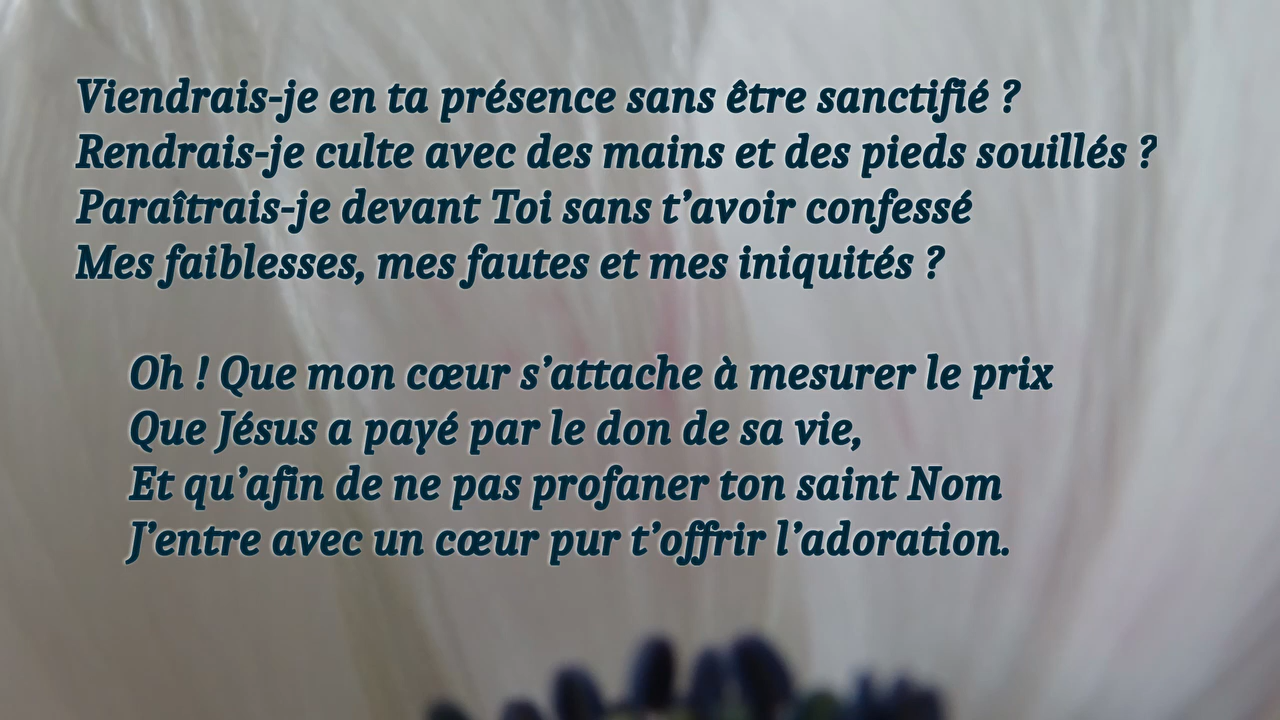 Viendrais-je en ta présence sans être sanctifié ?
Rendrais-je culte avec des mains et des pieds souillés ?
Paraîtrais-je devant Toi sans t’avoir confessé
Mes faiblesses, mes fautes et mes iniquités ?
Oh ! Que mon cœur s’attache à mesurer le prix
Que Jésus a payé par le don de sa vie,
Et qu’afin de ne pas profaner ton saint Nom
J’entre avec un cœur pur t’offrir l’adoration.